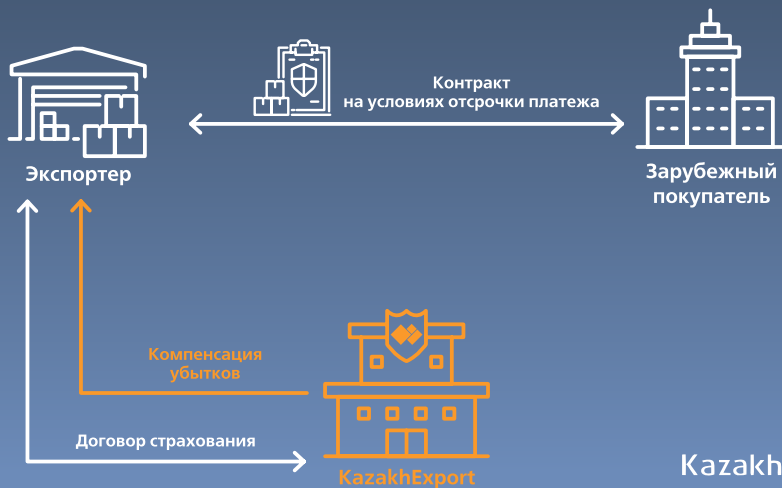 Контракт
на условиях отсрочки платежа
Экспортер
Зарубежный
покупатель
Компенсация
убытков
Договор страхования
KazakhExport
Kazakh